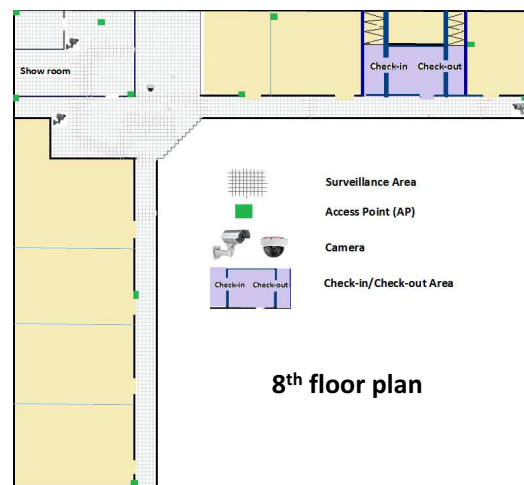 Check-in Check-out
Show room
Surveillance Area
Access Point (AP)
Camera
Check-in Check-out Check-in/Check-out Area
8th floor plan